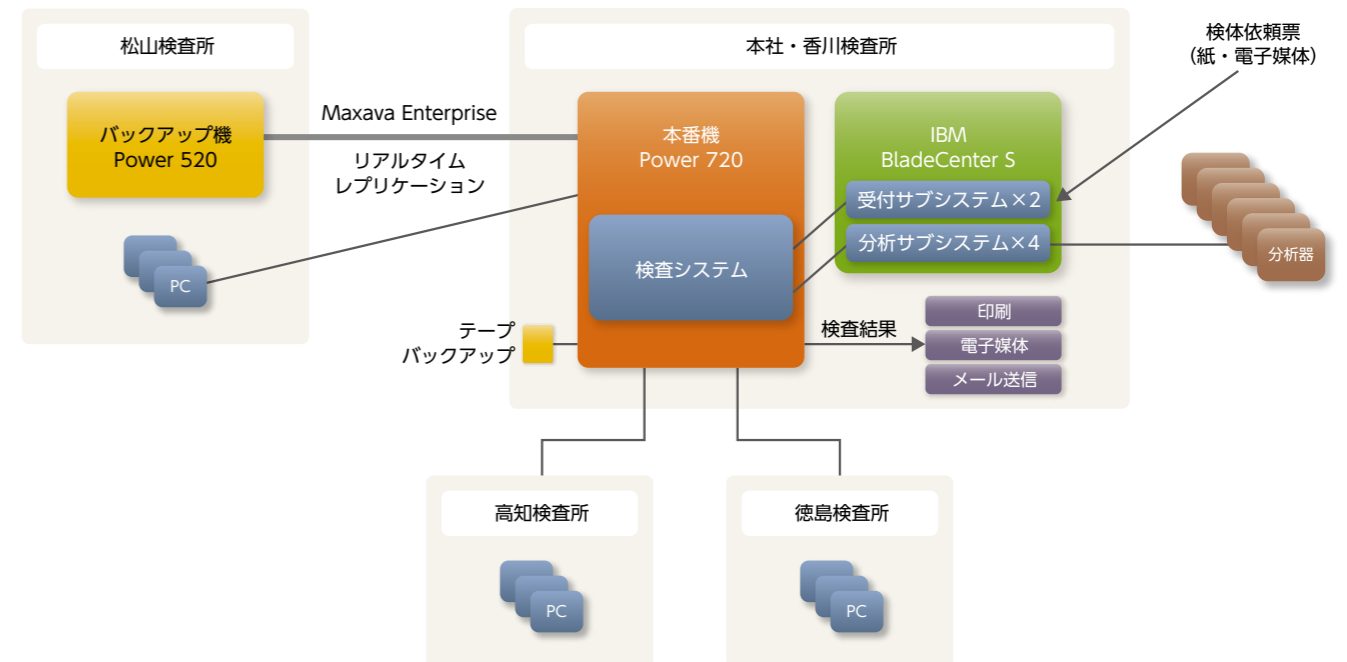 松山検査所
バックアップ機
Power 520
PC
Maxava Enterprise
リアルタイム
レプリケーション
本社・香川検査所
本番機
Power 720
検査システム
IBM
BladeCenter S
受付サブシステム×2
分析サブシステム×4
検体依頼票
（紙・電子媒体）
分析器
テープ
バックアップ
検査結果
印刷
電子媒体
メール送信
高知検査所
PC
徳島検査所
PC